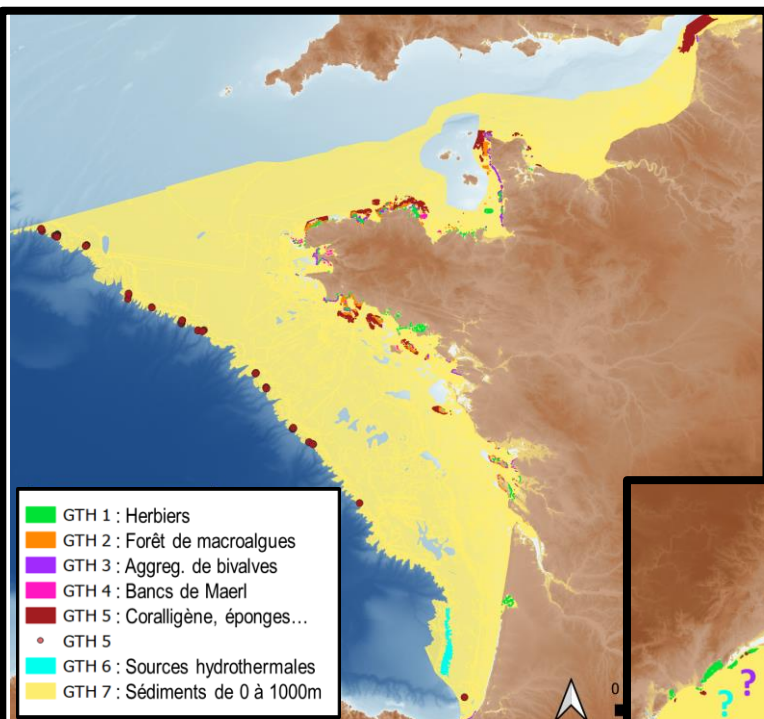 GTH 1 : Herbiers
GTH 2 : Forêt de macroalgues
GTH 3 : Aggreg. de bivalves
GTH 4 : Bancs de Maerl
GTH 5 : Coralligène, éponges…
GTH 5
GTH 6 : Sources hydrothermales
GTH 7 : Sédiments de 0 à 1000m
0
?
?